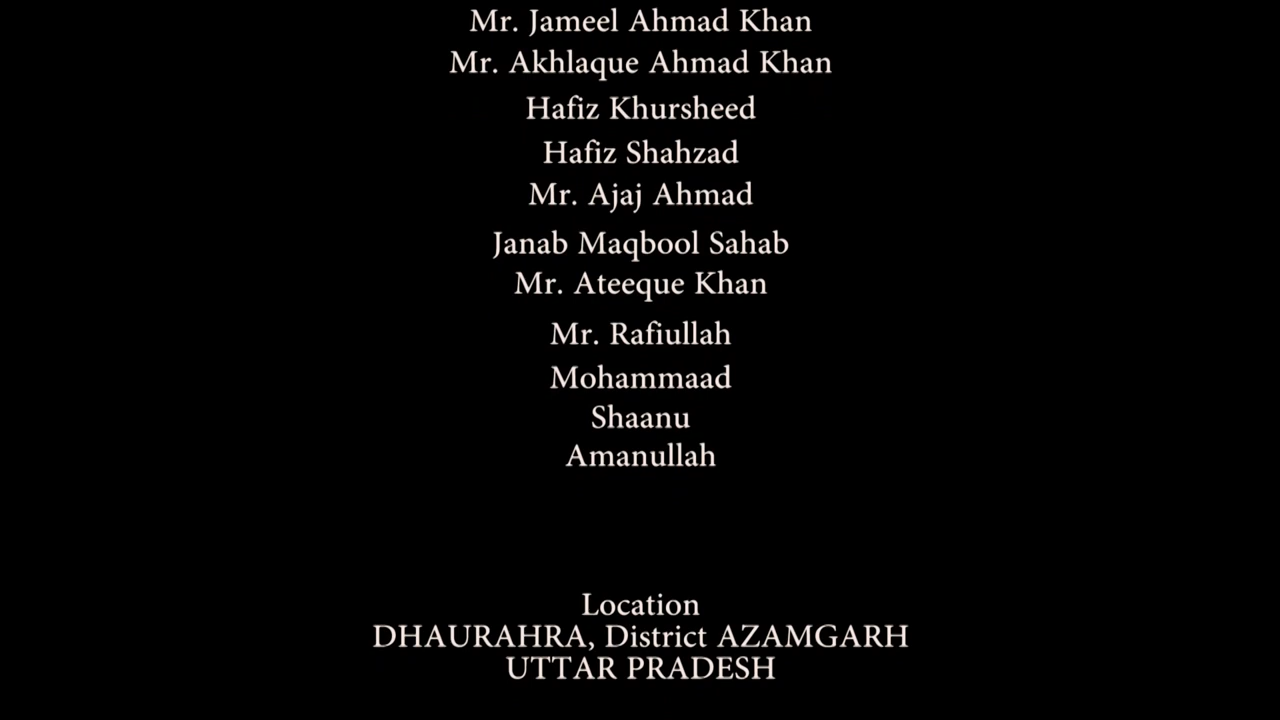 Mr. Jameel Ahmad Khan
Mr. Akhlaque Ahmad Khan
Hafiz Khursheed
Hafiz Shahzad
Mr. Ajaj Ahmad
Janab Maqbool Sahab
Mr. Ateeque Khan
Mr. Rafiullah
Mohammaad
Shaanu
Amanullah
Location
DHAURAHRA, District AZAMGARH
UTTAR PRADESH